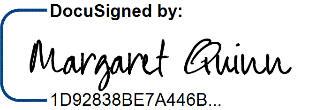 DocuSigned by:
Margaret Quinn
1D92838BE7A446B...